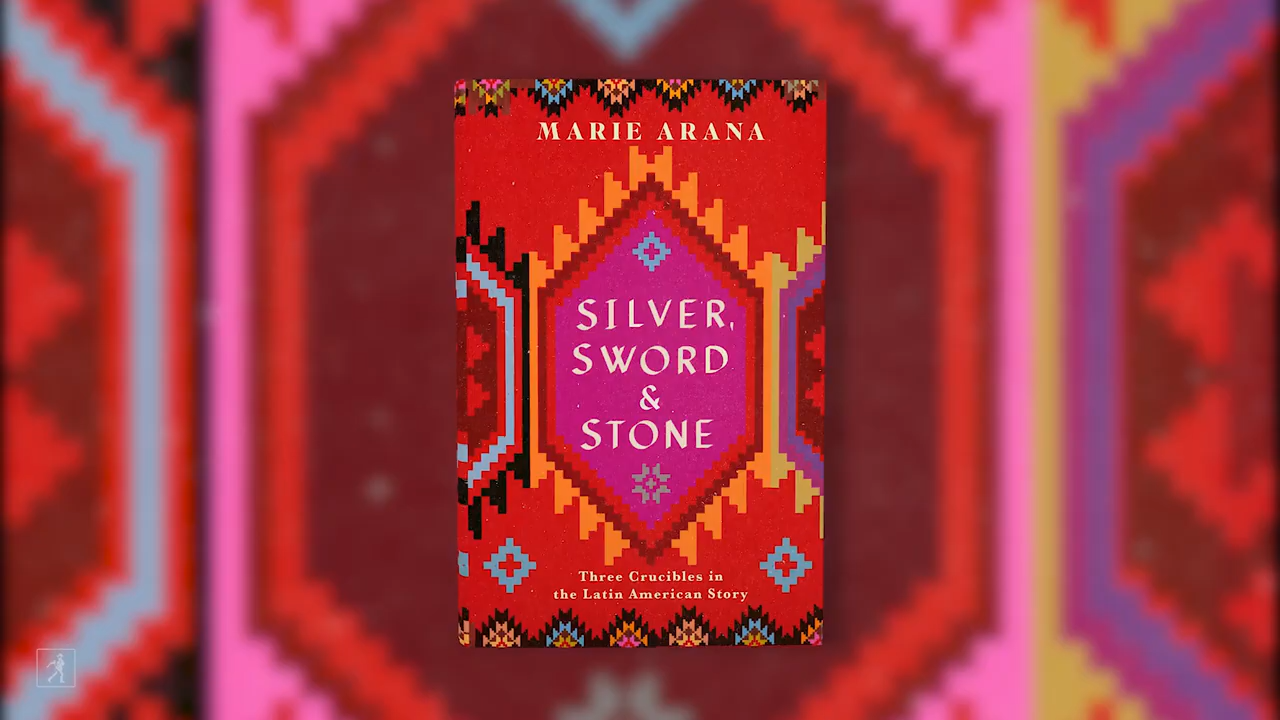 MARIE ARANA
SILVER,
SWORD
&
STONE
Three Crucibles in
the Latin American Story